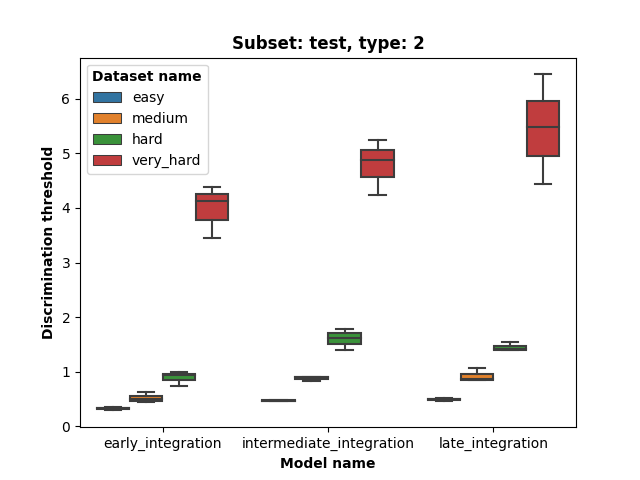 Subset: test, type: 2
Dataset name
easy
medium
hard
very_hard
Discrimination threshold
6
5
4
3
2
1
0
early_integration
intermediate_integration
late_integration
Model name